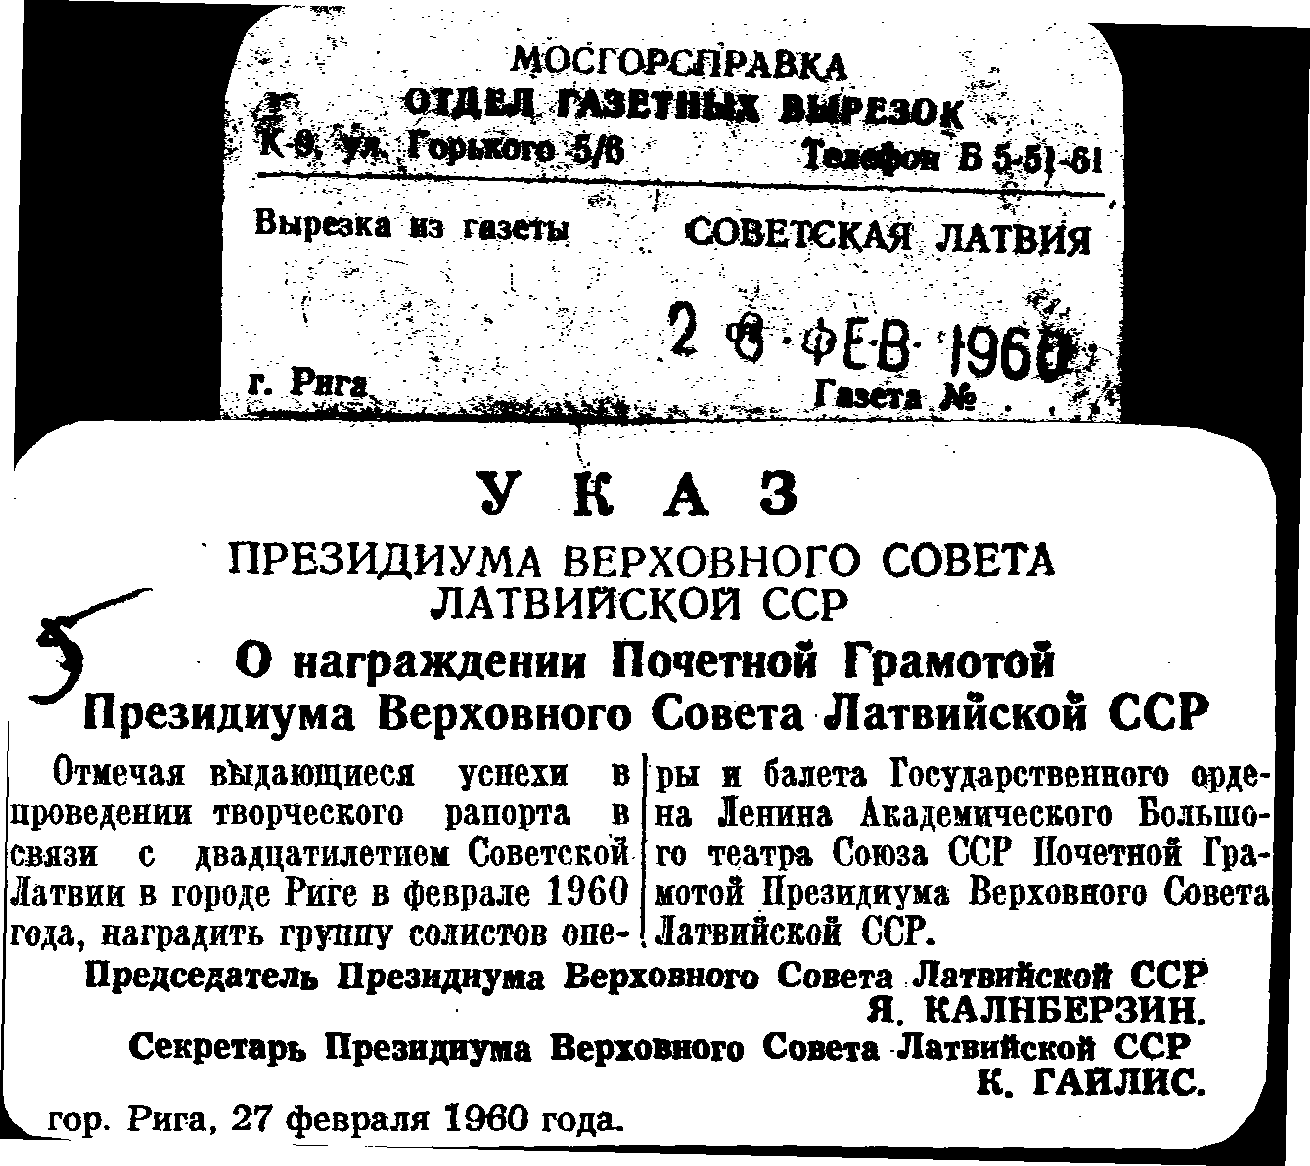 МОСГОРСПРАВКА
ОТДЕЛ ГАЗЕТНЫХ ВЫРЕЗОК
К-9, ул. Горького 5/6 Телефон Б 5-51-61
Вырезка из газеты СОВЕТСКАЯ ЛАТВИЯ
28 ФЕВ 1960
г. Рига Газета №
УКАЗ
ПРЕЗИДИУМА ВЕРХОВНОГО СОВЕТА
ЛАТВИЙСКОЙ ССР
О награждении Почетной Грамотой
Президиума Верховного Совета Латвийской ССР
Отмечая выдающиеся успехи в
проведении творческого рапорта в
связи с двадцатилетием Советской
Латвии в городе Риге в феврале 1960
года, наградить группу солистов опе-
ры и балета Государственного орде-
на Ленина Академического Большо-
го театра Союза ССР Почетной Гра-
мотой Президиума Верховного Совета
Латвийской ССР.
Председатель Президиума Верховного Совета Латвийской ССР
Я. КАЛНБЕРЗИН.
Секретарь Президиума Верховного Совета Латвийской ССР
К. ГАЙЛИС.
гор. Рига, 27 февраля 1960 года.